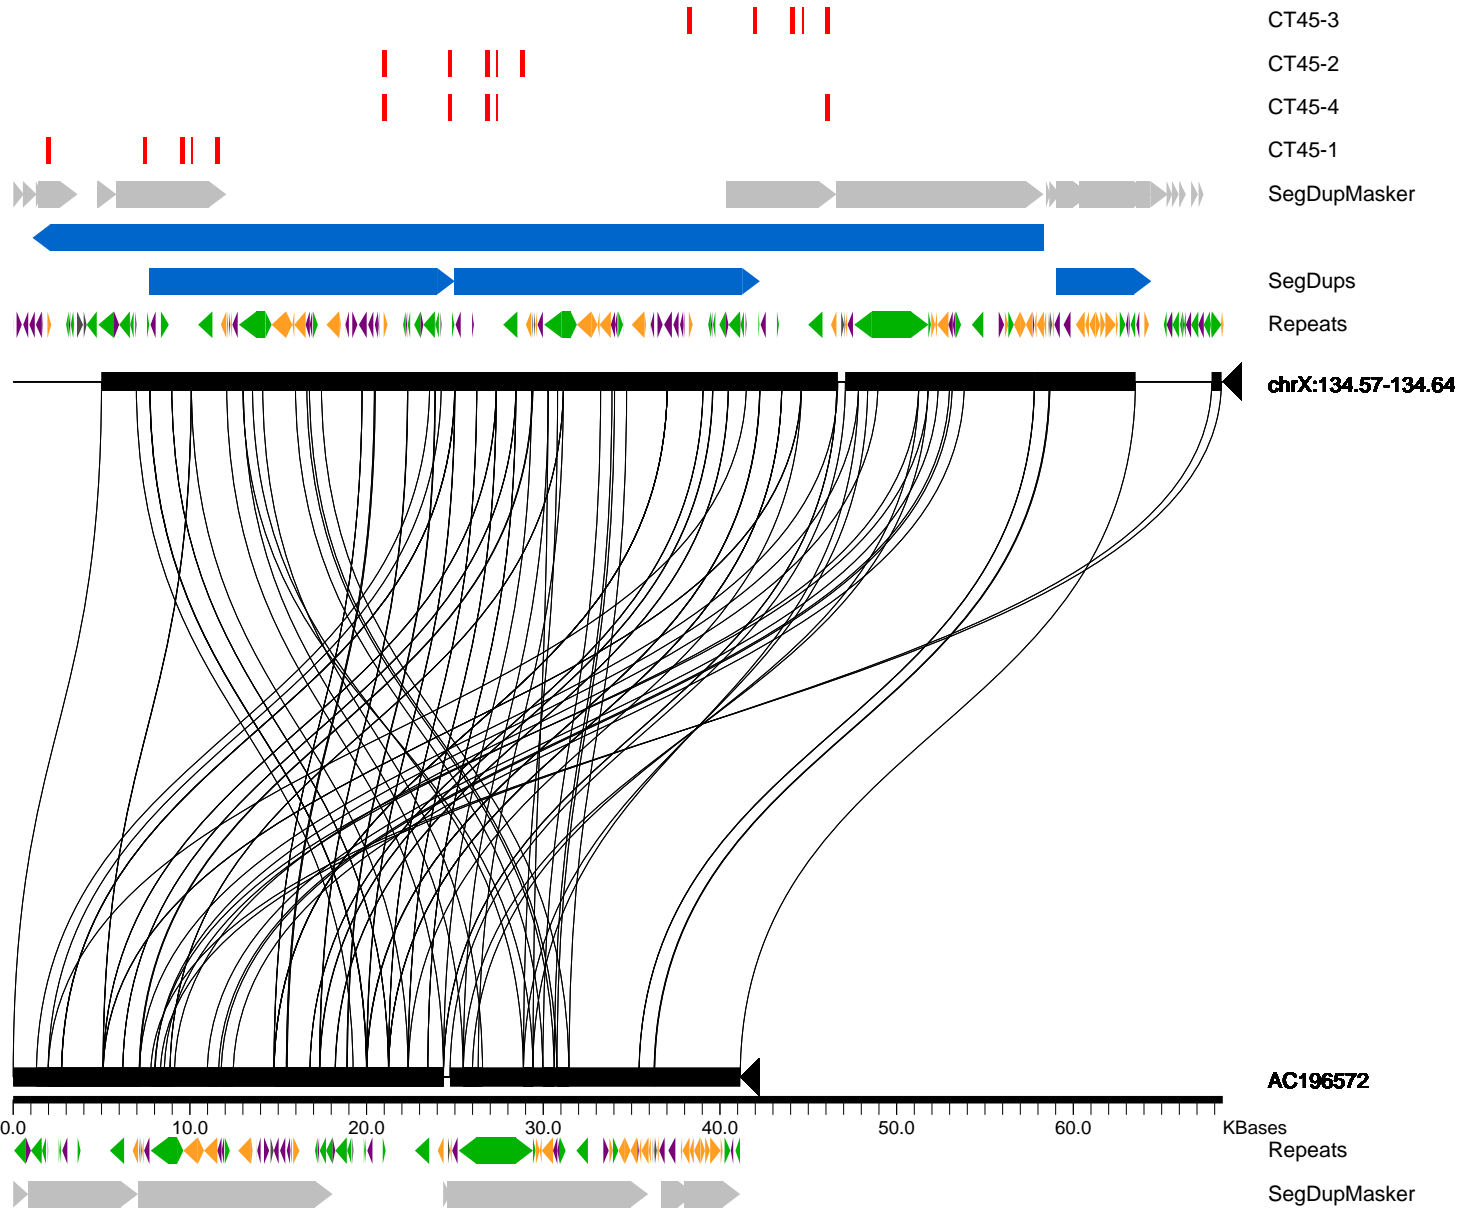 CT45-3
CT45-2
CT45-4
CT45-1
SegDupMasker
SegDups
Repeats
chrX:134.57-134.64
AC196572
0.0 10.0 20.0 30.0 40.0 50.0 60.0 KBases
Repeats
SegDupMasker